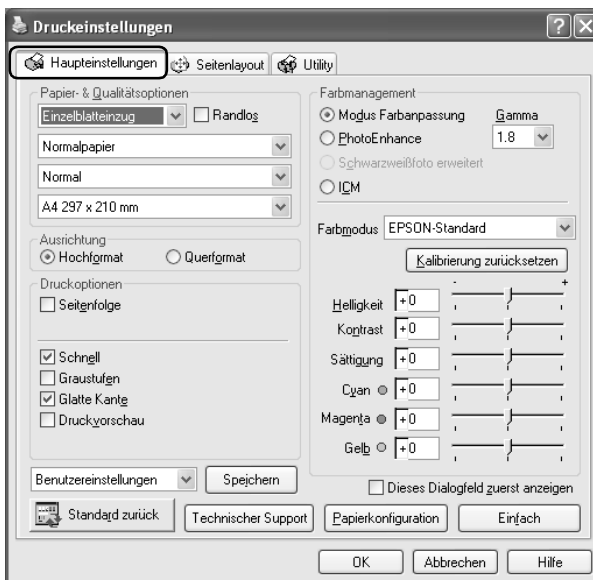 Druckeinstellungen
Haupteinstellungen Seitenlayout Utility
Papier- & Qualitätsoptionen
Einzelblatteinzug Randlos
Normalpapier
Normal
A4 297 x 210 mm
Ausrichtung
Hochformat Querformat
Druckoptionen
Seitenfolge
Schnell
Graustufen
Glatte Kante
Druckvorschau
Benutzereinstellungen Speichern
Farbmanagement
Modus Farbanpassung Gamma
PhotoEnhance 1.8
Schwarzweißfoto erweitert
ICM
Farbmodus EPSON-Standard
Kalibrierung zurücksetzen
- +
Helligkeit +0
Kontrast +0
Sättigung +0
Cyan +0
Magenta +0
Gelb +0
Dieses Dialogfeld zuerst anzeigen
Standard zurück Technischer Support Papierkonfiguration Einfach
OK Abbrechen Hilfe